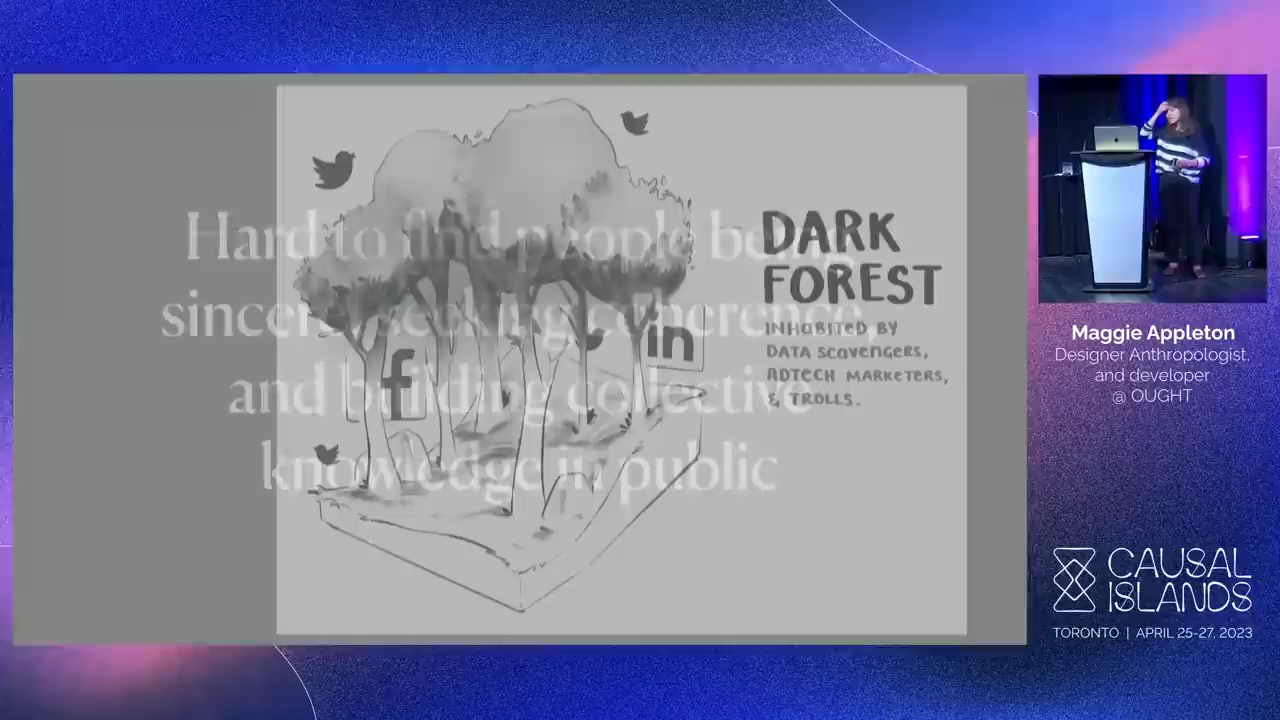 Hard to find people being
sincere, seeking coherence,
and building collective
knowledge in public
DARK
FOREST
INHABITED BY
DATA SCAVENGERS,
ADTECH MARKETERS,
& TROLLS.
f
in
Maggie Appleton
Designer Anthropologist,
and developer
@ OUGHT
CAUSAL
ISLANDS
TORONTO | APRIL 25-27, 2023